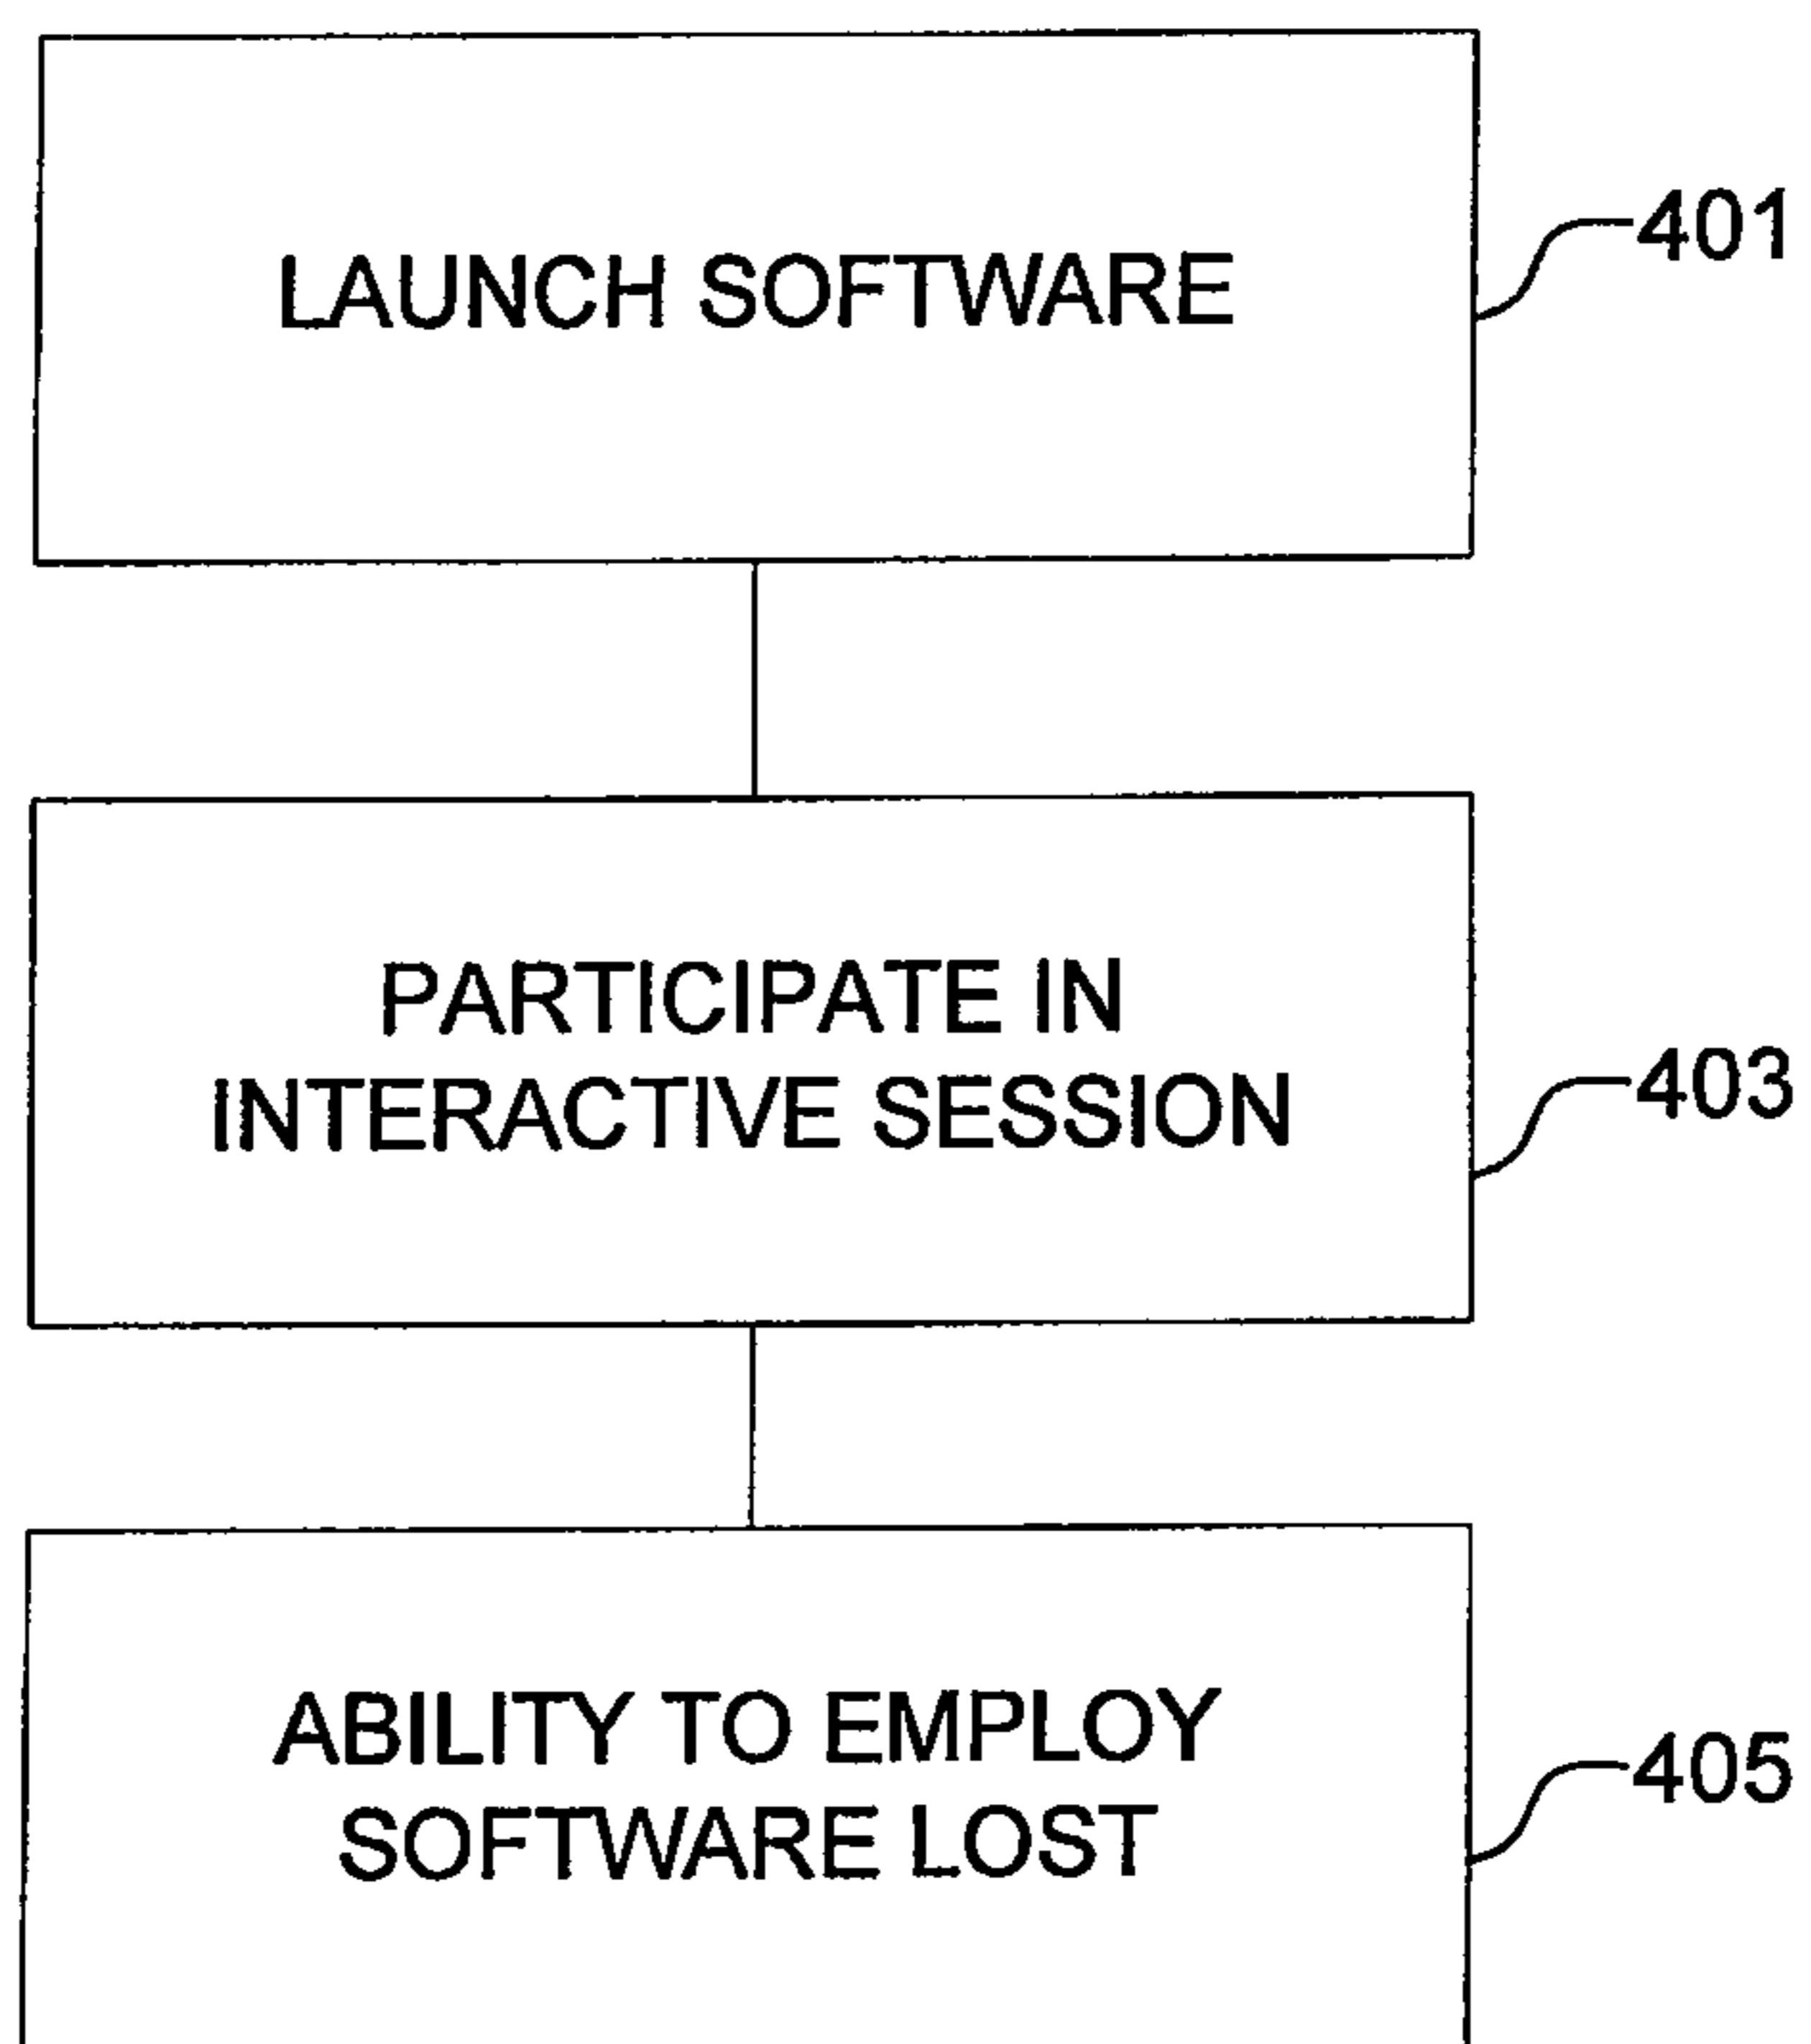 LAUNCH SOFTWARE
401
PARTICIPATE IN
INTERACTIVE SESSION
403
ABILITY TO EMPLOY
SOFTWARE LOST
405